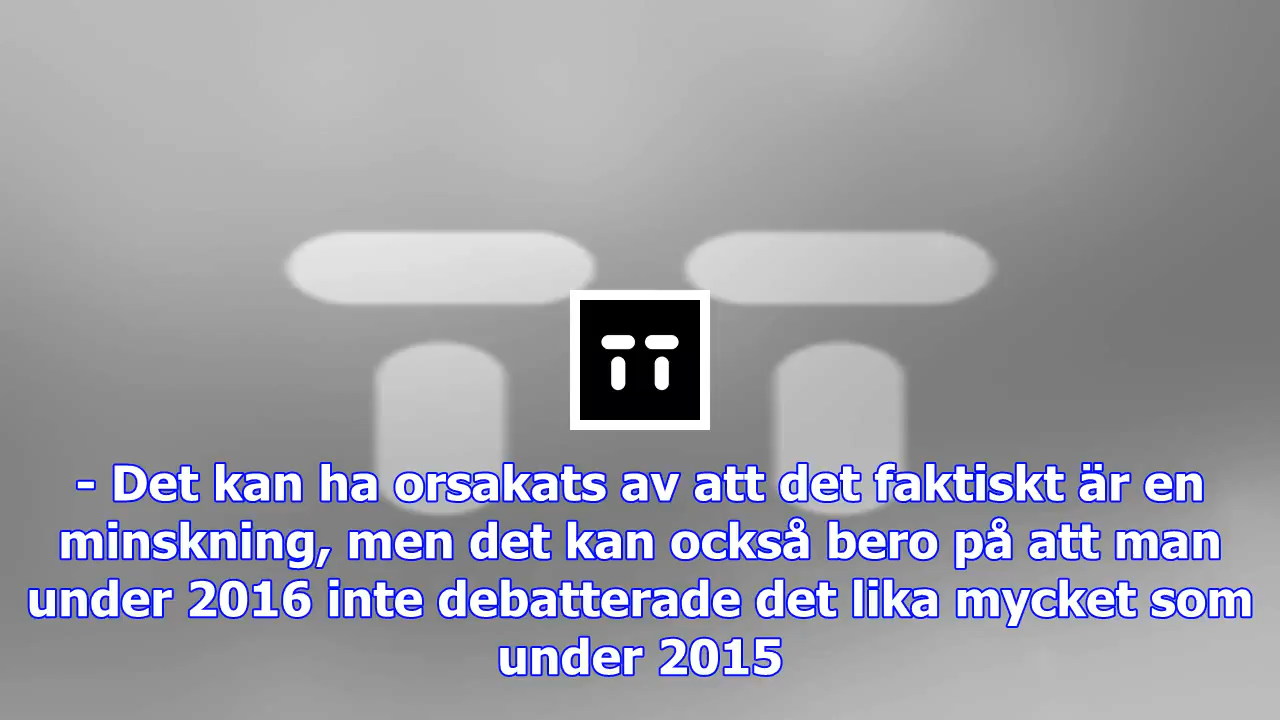 TT
- Det kan ha orsakats av att det faktiskt är en
minskning, men det kan också bero på att man
under 2016 inte debatterade det lika mycket som
under 2015